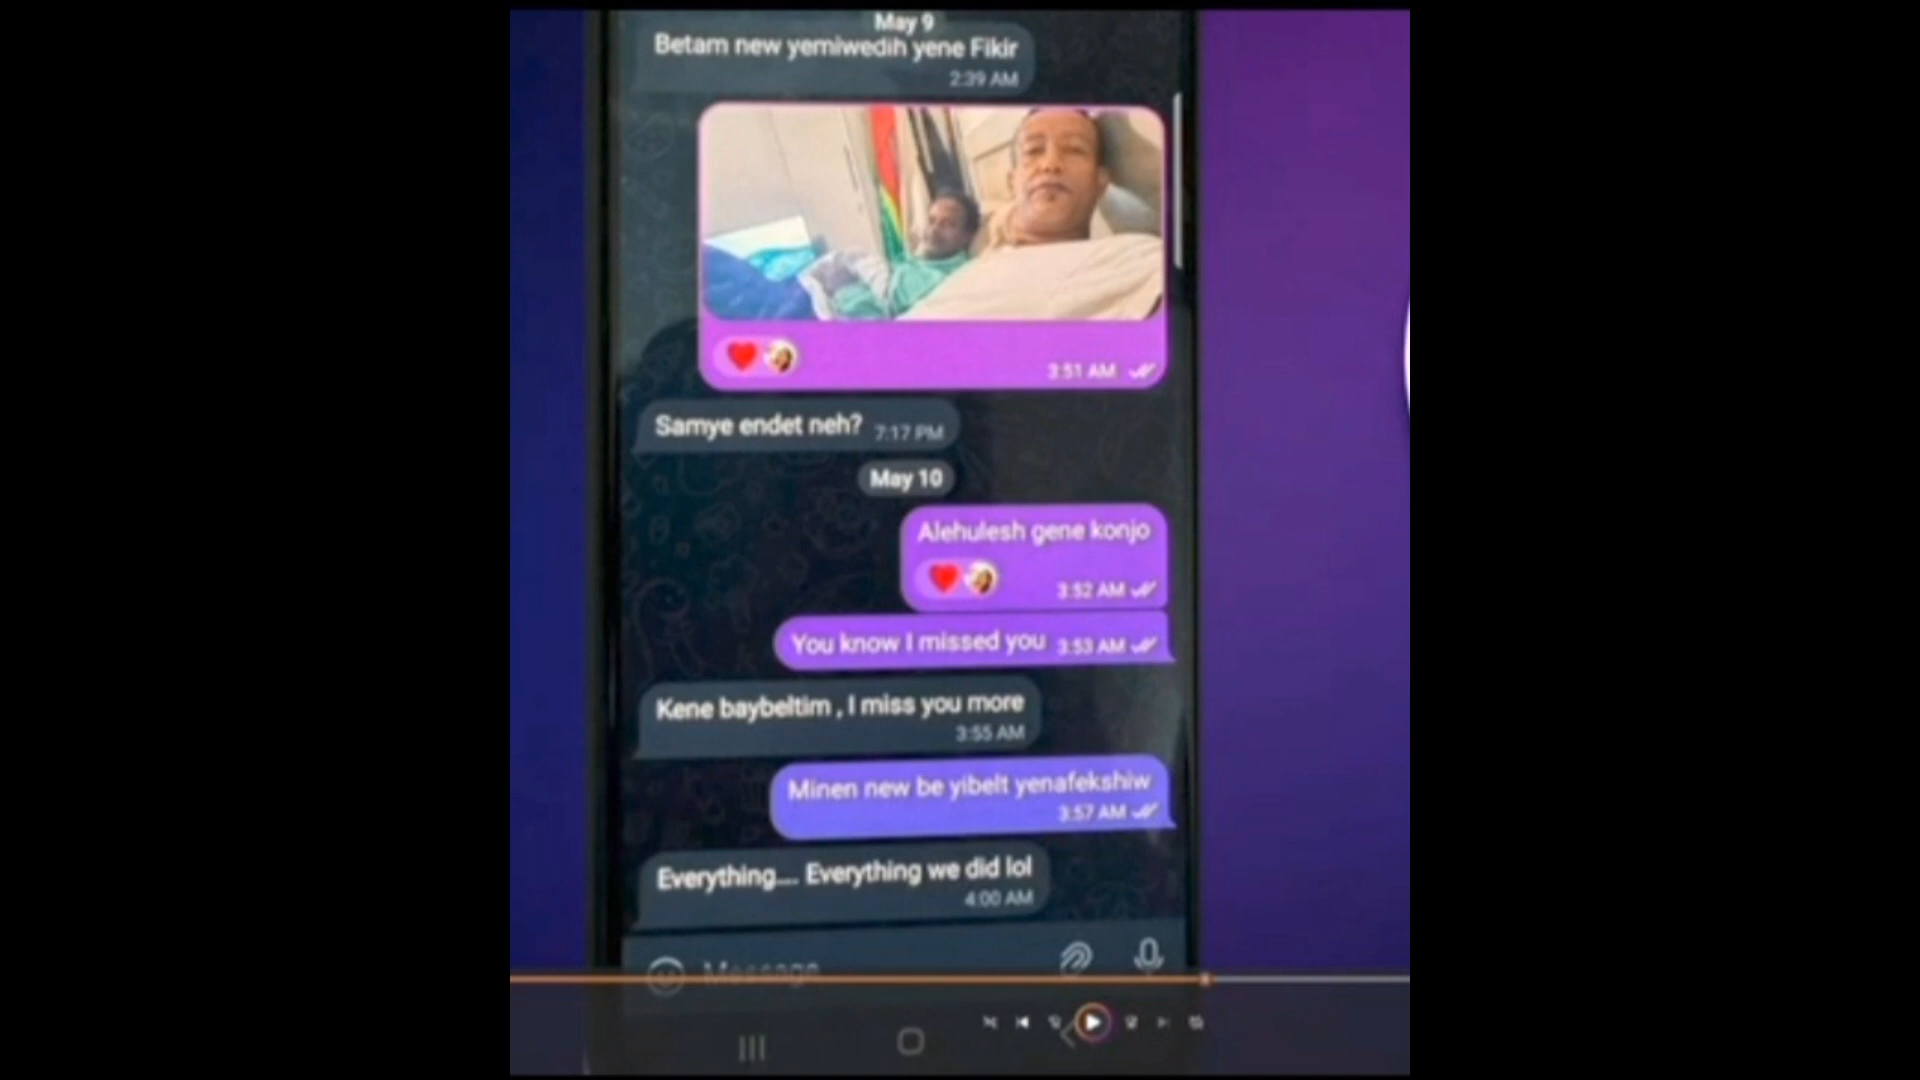 May 9
Betam new yemiwedih yene Fikir
2:39 AM
3:51 AM
Samye endet neh? 7:17 PM
May 10
Alehulesh gene konjo
3:52 AM
You know I missed you 3:53 AM
Kene baybeltim , I miss you more
3:55 AM
Minen new be yibelt yenafekshiw
3:57 AM
Everything.... Everything we did lol
4:00 AM
Message